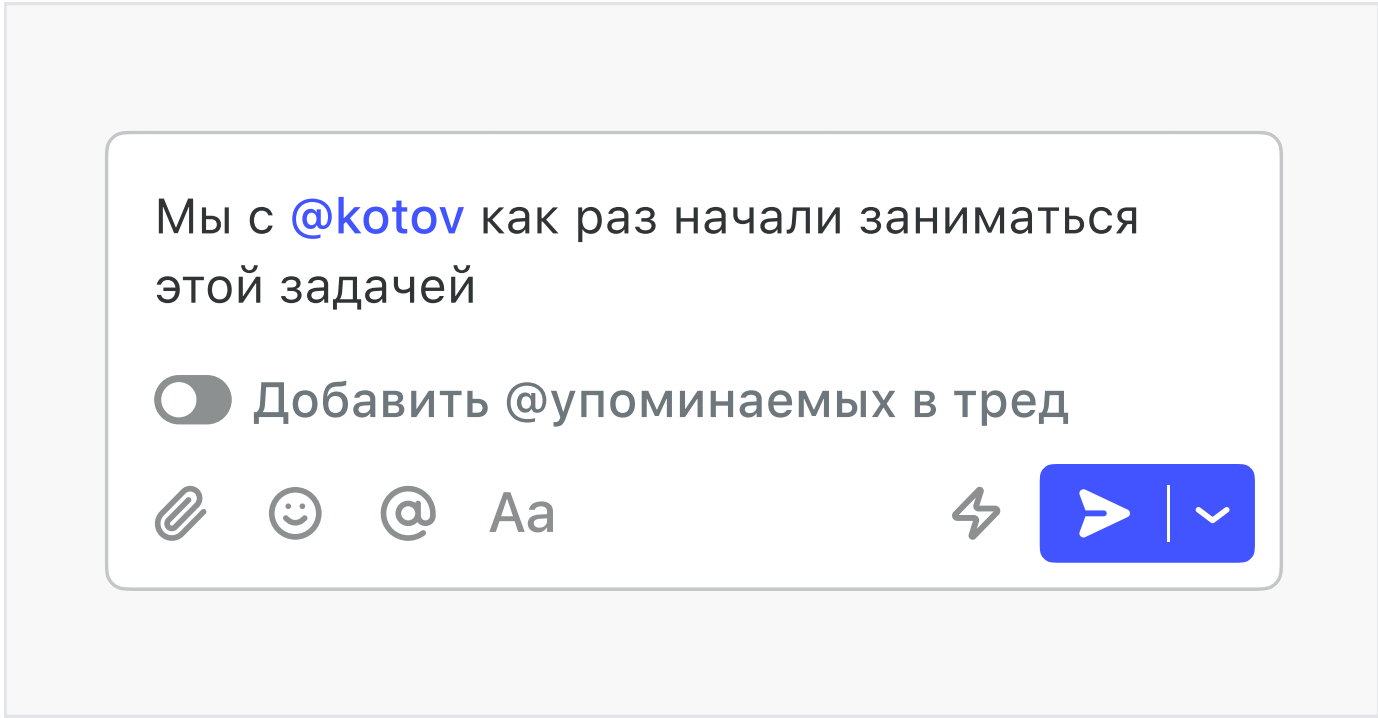 Мы с @kotov как раз начали заниматься
этой задачей
Добавить @упоминаемых в тред
@ Aa